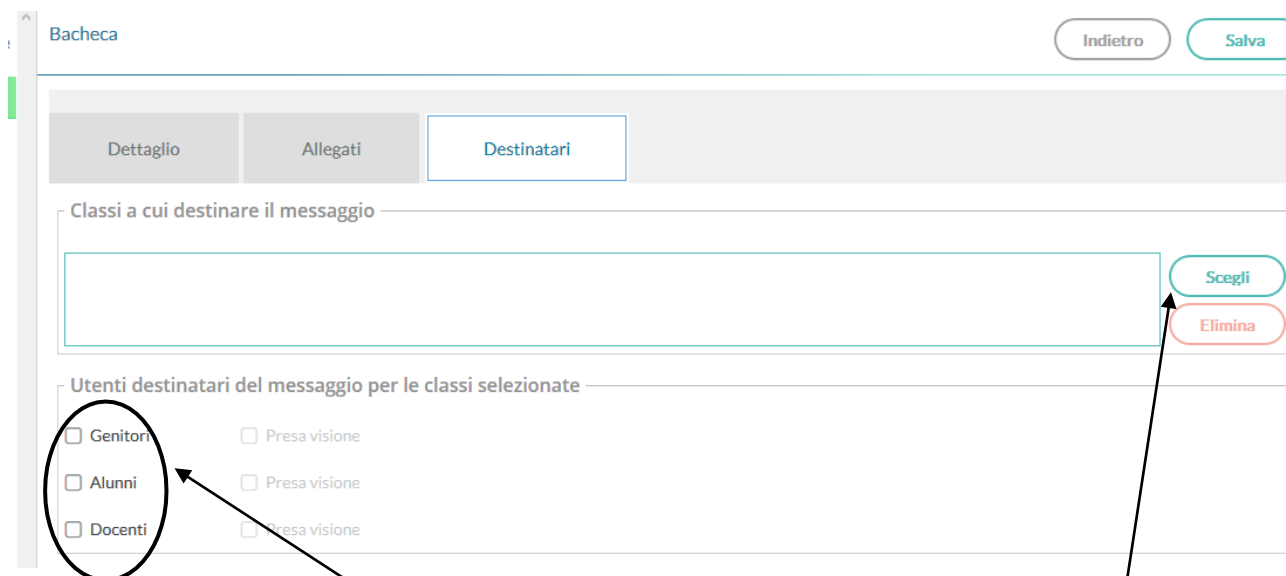 Bacheca
Indietro
Salva
Dettaglio
Allegati
Destinatari
Classi a cui destinare il messaggio
Scegli
Elimina
Utenti destinatari del messaggio per le classi selezionate
Genitori Presa visione
Alunni Presa visione
Docenti Presa visione